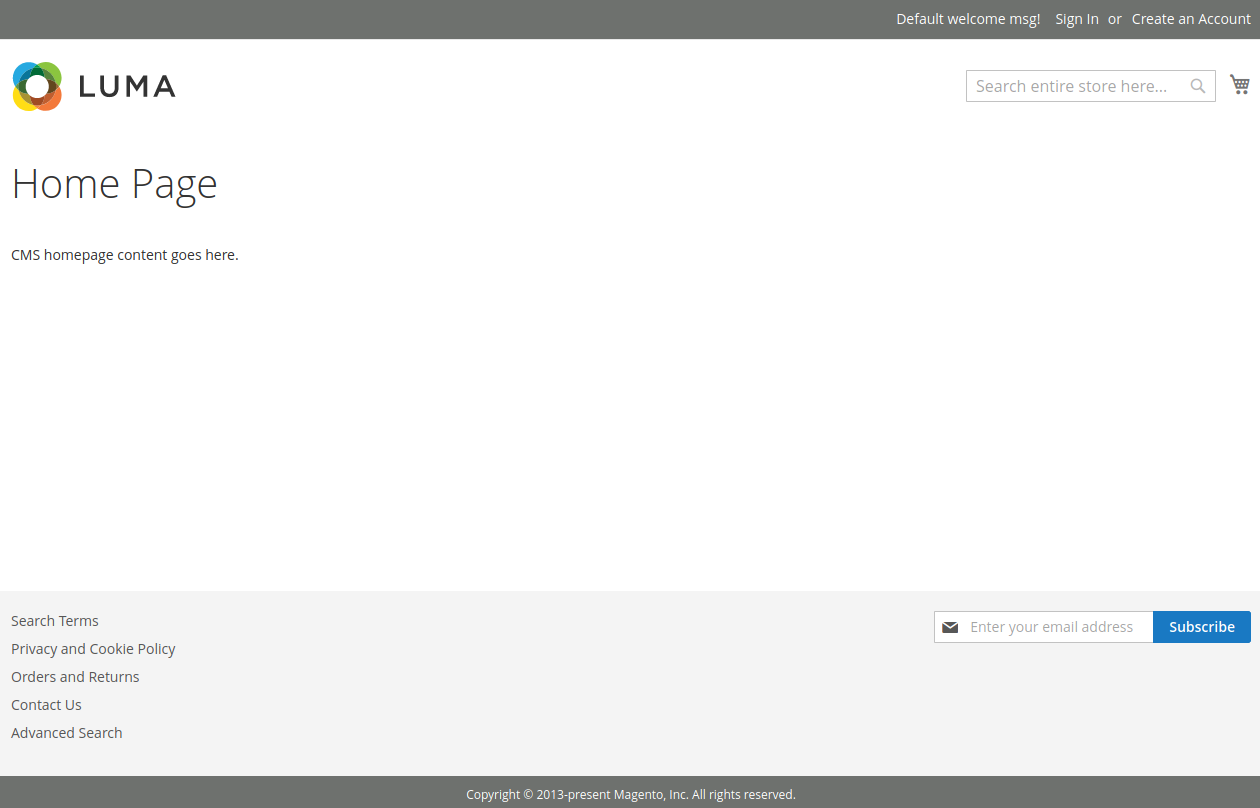 Default welcome msg! Sign In or Create an Account
LUMA
Search entire store here...
Home Page
CMS homepage content goes here.
Search Terms
Privacy and Cookie Policy
Orders and Returns
Contact Us
Advanced Search
Enter your email address
Subscribe
Copyright © 2013-present Magento, Inc. All rights reserved.